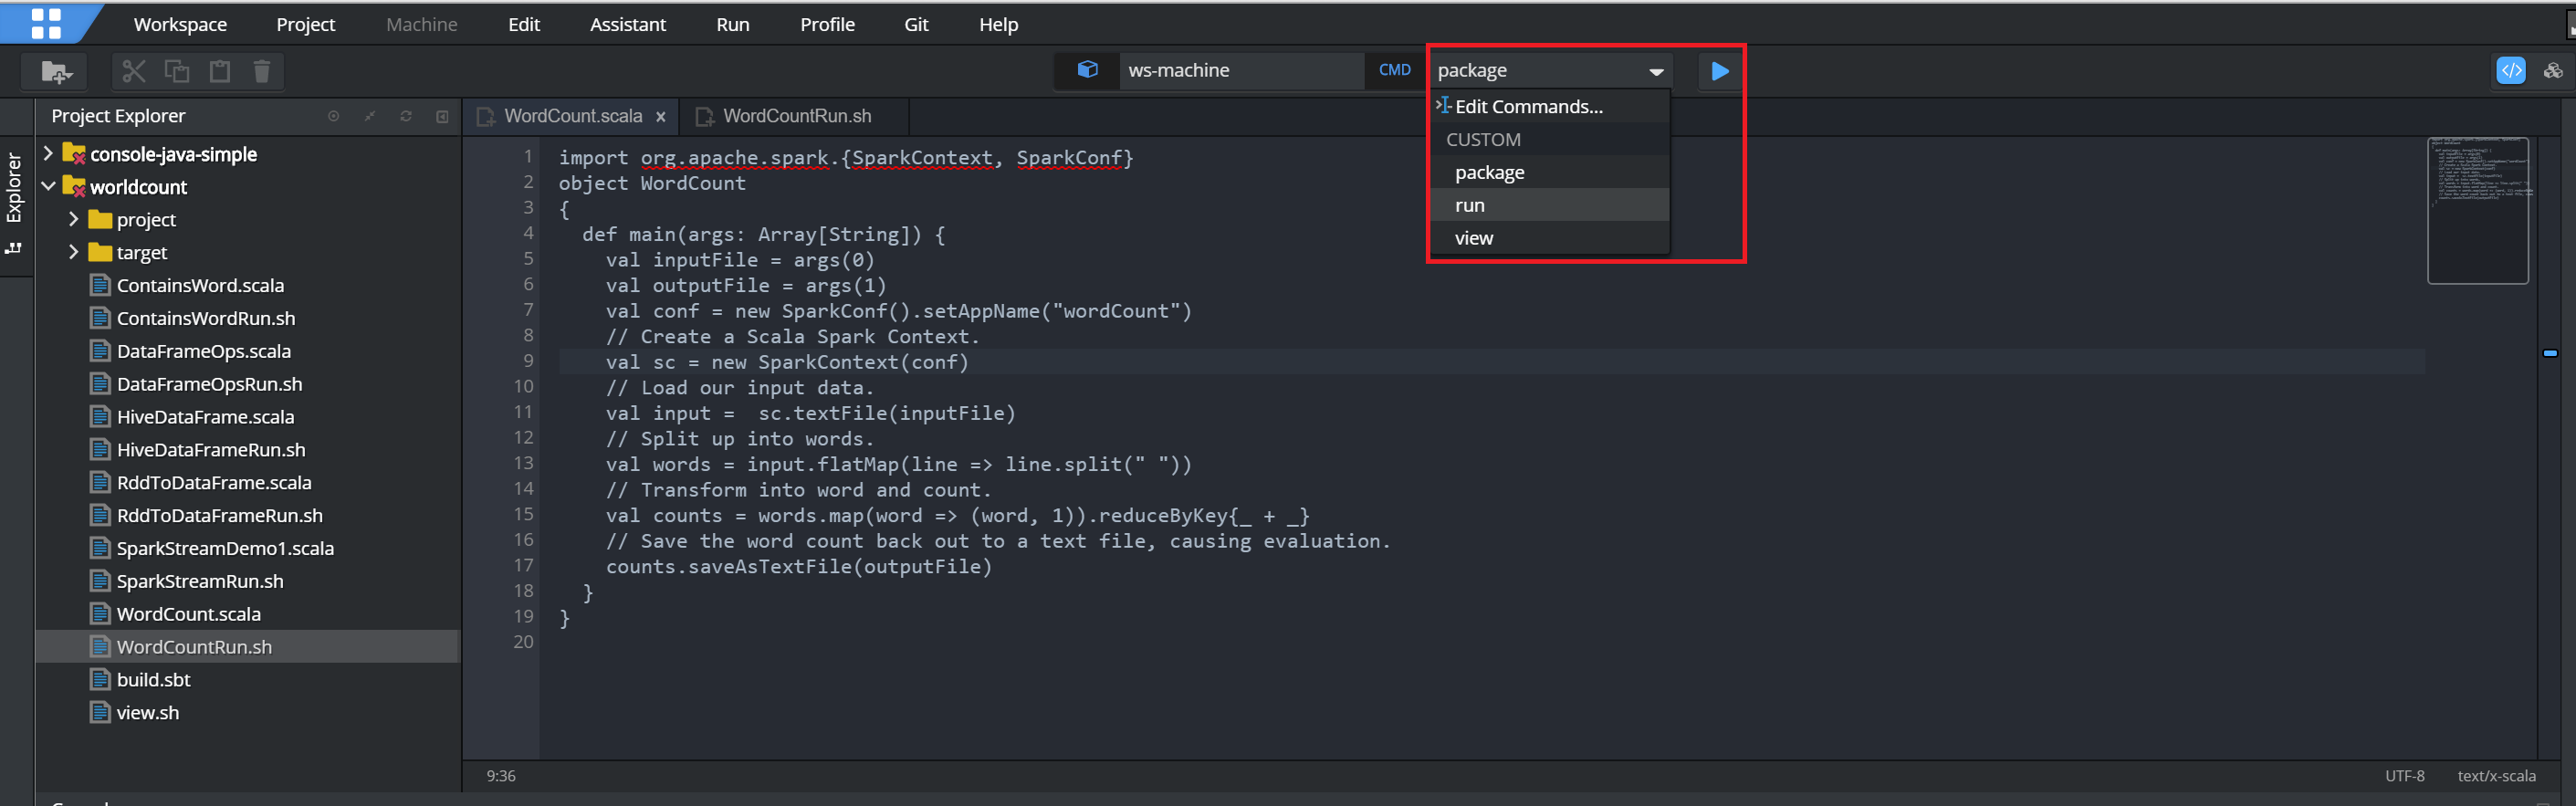 Workspace Project Machine Edit Assistant Run Profile Git Help
ws-machine CMD package
Edit Commands...
CUSTOM
package
run
view
Explorer
Project Explorer
console-java-simple
worldcount
project
target
ContainsWord.scala
ContainsWordRun.sh
DataFrameOps.scala
DataFrameOpsRun.sh
HiveDataFrame.scala
HiveDataFrameRun.sh
RddToDataFrame.scala
RddToDataFrameRun.sh
SparkStreamDemo1.scala
SparkStreamRun.sh
WordCount.scala
WordCountRun.sh
build.sbt
view.sh
WordCount.scala x WordCountRun.sh
1 import org.apache.spark.{SparkContext, SparkConf}
2 object WordCount
3 {
4 def main(args: Array[String]) {
5 val inputFile = args(0)
6 val outputFile = args(1)
7 val conf = new SparkConf().setAppName("wordCount")
8 // Create a Scala Spark Context.
9 val sc = new SparkContext(conf)
10 // Load our input data.
11 val input =  sc.textFile(inputFile)
12 // Split up into words.
13 val words = input.flatMap(line => line.split(" "))
14 // Transform into word and count.
15 val counts = words.map(word => (word, 1)).reduceByKey{_ + _}
16 // Save the word count back out to a text file, causing evaluation.
17 counts.saveAsTextFile(outputFile)
18 }
19 }
20
9:36 UTF-8 text/x-scala